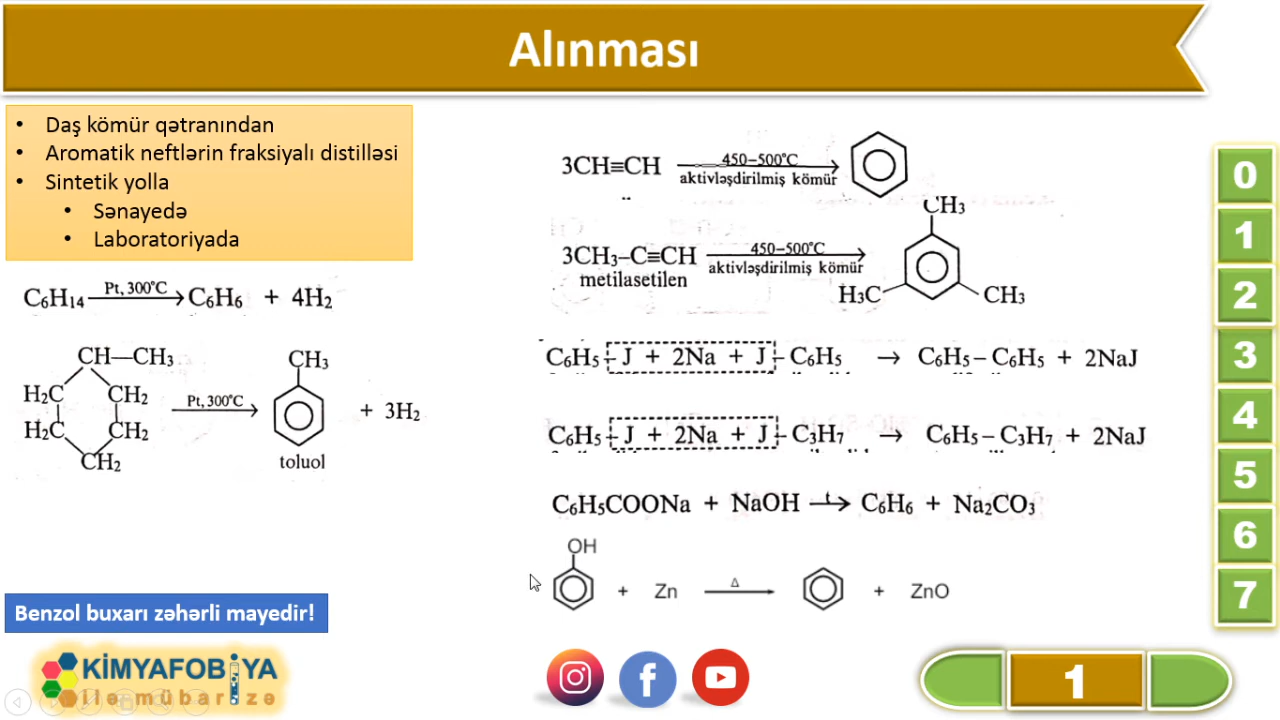 Alınması
• Daş kömür qətranından
• Aromatik neftlərin fraksiyalı distilləsi
• Sintetik yolla
• Sənayedə
• Laboratoriyada
C₆H₁₄ Pt, 300°C → C₆H₆ + 4H₂
CH—CH₃
H₂C CH₂
H₂C CH₂
CH₂
Pt, 300°C
CH₃
+ 3H₂
toluol
3CH≡CH 450–500°C
aktivləşdirilmiş kömür
3CH₃–C≡CH 450–500°C
metilasetilen aktivləşdirilmiş kömür
CH₃
H₃C CH₃
C₆H₅–J + 2Na + J–C₆H₅ → C₆H₅–C₆H₅ + 2NaJ
C₆H₅–J + 2Na + J–C₃H₇ → C₆H₅–C₃H₇ + 2NaJ
C₆H₅COONa + NaOH t→ C₆H₆ + Na₂CO₃
OH
+ Zn Δ → + ZnO
Benzol buxarı zəhərli mayedir!
KİMYAFOBİYA
ilə mübarizə
f
1
0
1
2
3
4
5
6
7